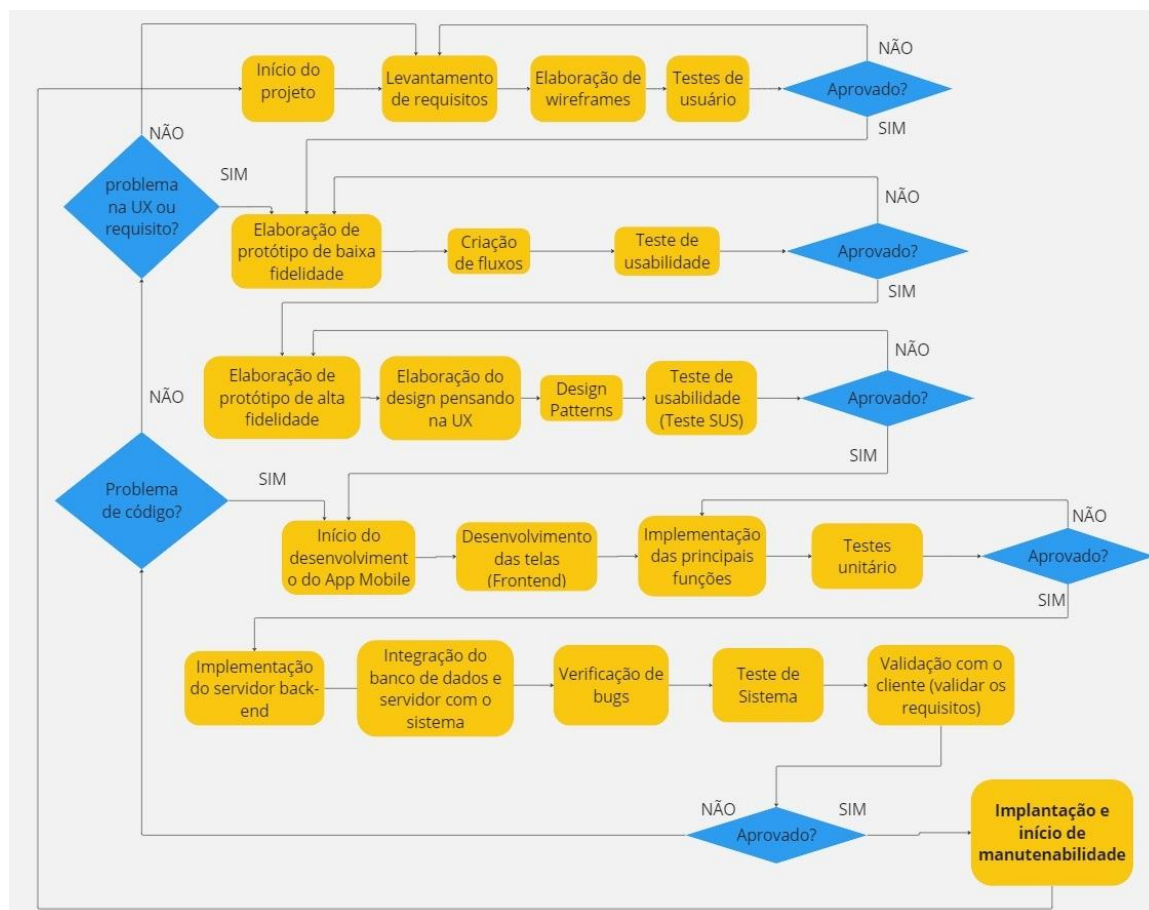 NÃO
Início do
projeto
Levantamento
de requisitos
Elaboração de
wireframes
Testes de
usuário
Aprovado?
NÃO
SIM
problema
na UX ou
requisito?
SIM
NÃO
Elaboração de
protótipo de baixa
fidelidade
Criação
de fluxos
Teste de
usabilidade
Aprovado?
SIM
NÃO
Elaboração de
protótipo de alta
fidelidade
Elaboração do
design pensando
na UX
Design
Patterns
Teste de
usabilidade
(Teste SUS)
Aprovado?
NÃO
SIM
Problema
de código?
SIM
NÃO
Início do
desenvolviment
o do App Mobile
Desenvolvimento
das telas
(Frontend)
Implementação
das principais
funções
Testes
unitário
Aprovado?
SIM
Implementação
do servidor back-
end
Integração do
banco de dados e
servidor com o
sistema
Verificação de
bugs
Teste de
Sistema
Validação com o
cliente (validar os
requisitos)
NÃO
Aprovado?
SIM
Implantação e
início de
manutenabilidade